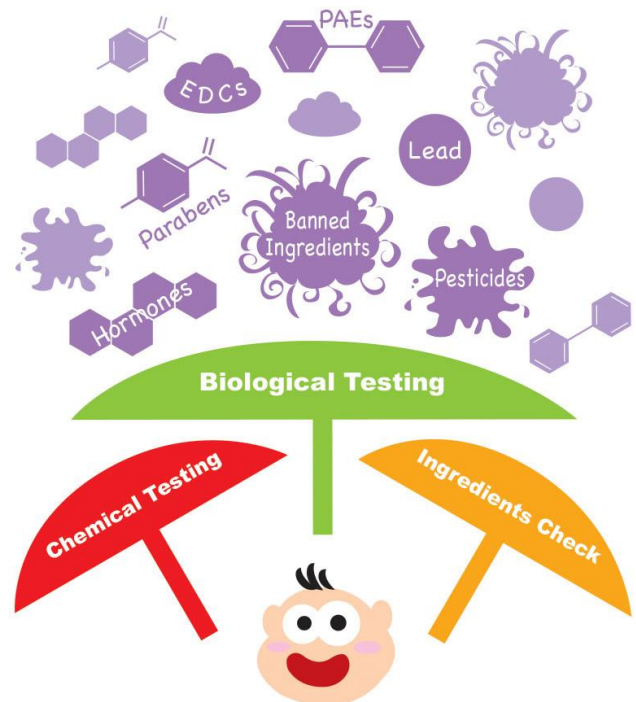 PAEs
EDCs
Lead
Parabens
Banned
Ingredients
Pesticides
Hormones
Biological Testing
Chemical Testing
Ingredients Check